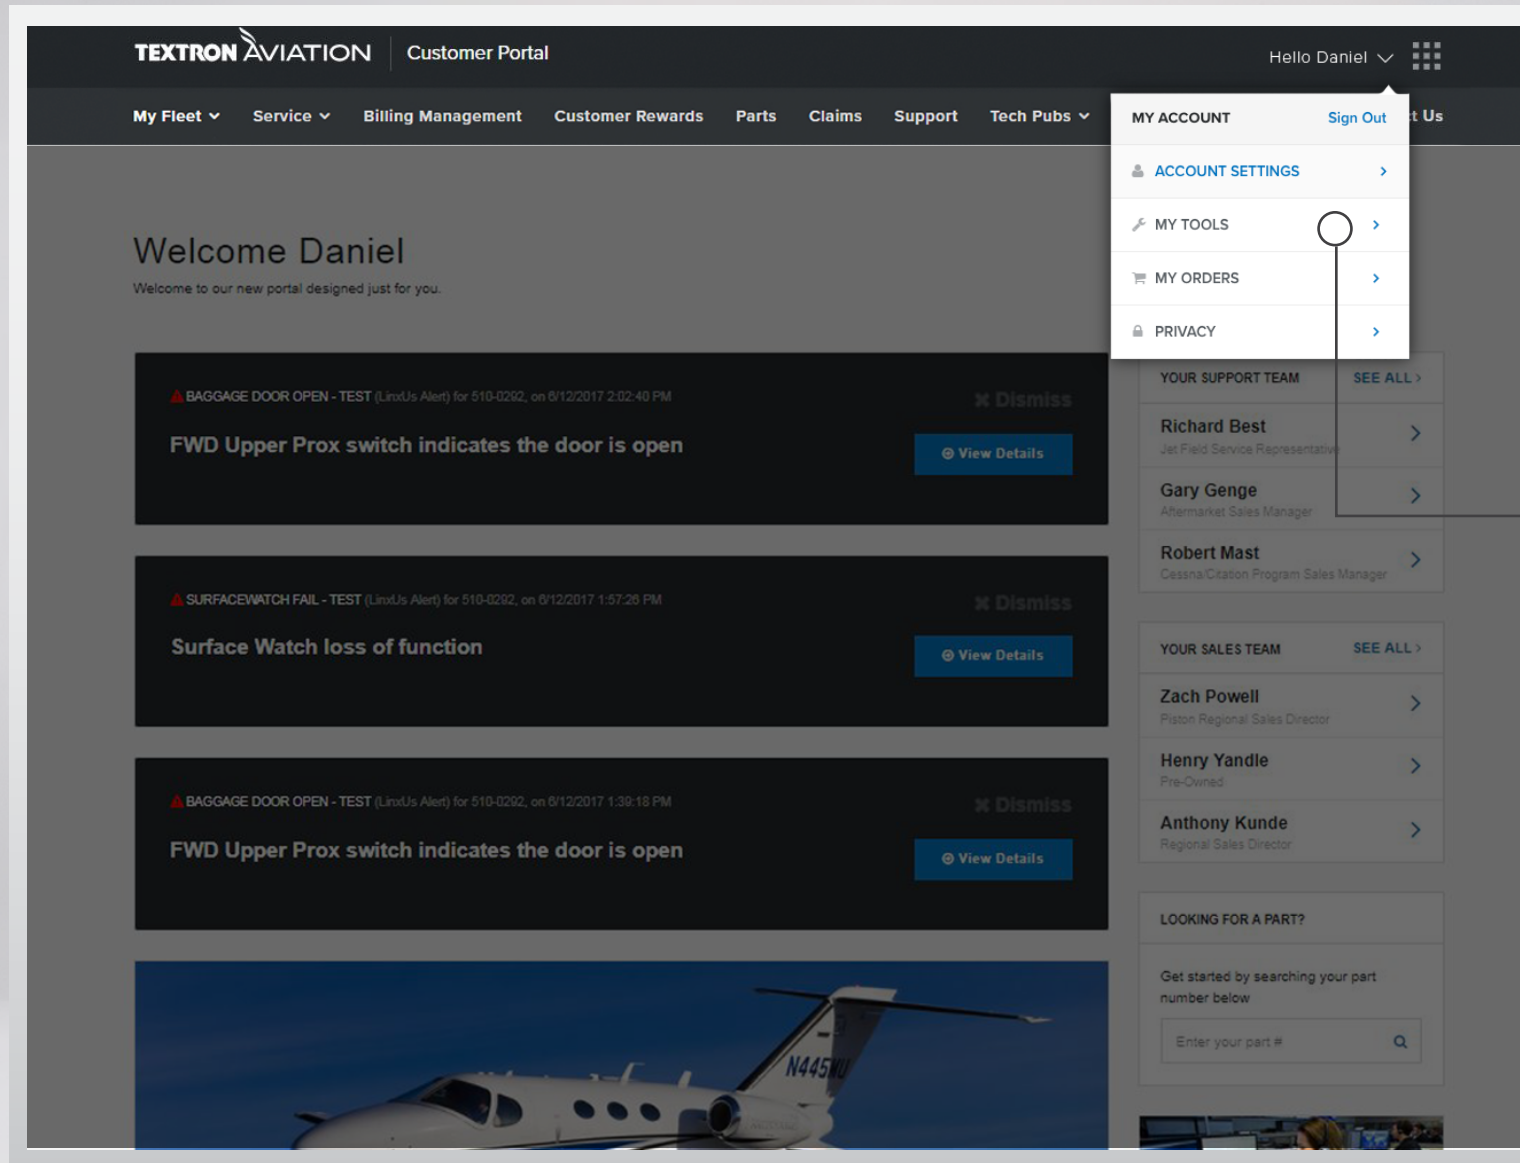 TEXTRON AVIATION
Customer Portal
Hello Daniel
My Fleet
Service
Billing Management
Customer Rewards
Parts
Claims
Support
Tech Pubs
t Us
MY ACCOUNT
Sign Out
ACCOUNT SETTINGS
MY TOOLS
MY ORDERS
PRIVACY
Welcome Daniel
Welcome to our new portal designed just for you.
BAGGAGE DOOR OPEN - TEST (LinxUs Alert) for 510-0292, on 6/12/2017 2:02:40 PM
Dismiss
FWD Upper Prox switch indicates the door is open
View Details
SURFACEWATCH FAIL - TEST (LinxUs Alert) for 510-0292, on 6/12/2017 1:57:26 PM
Dismiss
Surface Watch loss of function
View Details
BAGGAGE DOOR OPEN - TEST (LinxUs Alert) for 510-0292, on 6/12/2017 1:39:18 PM
Dismiss
FWD Upper Prox switch indicates the door is open
View Details
YOUR SUPPORT TEAM
SEE ALL
Richard Best
Jet Field Service Representative
Gary Genge
Aftermarket Sales Manager
Robert Mast
Cessna/Citation Program Sales Manager
YOUR SALES TEAM
SEE ALL
Zach Powell
Piston Regional Sales Director
Henry Yandle
Pre-Owned
Anthony Kunde
Regional Sales Director
LOOKING FOR A PART?
Get started by searching your part
number below
Enter your part #